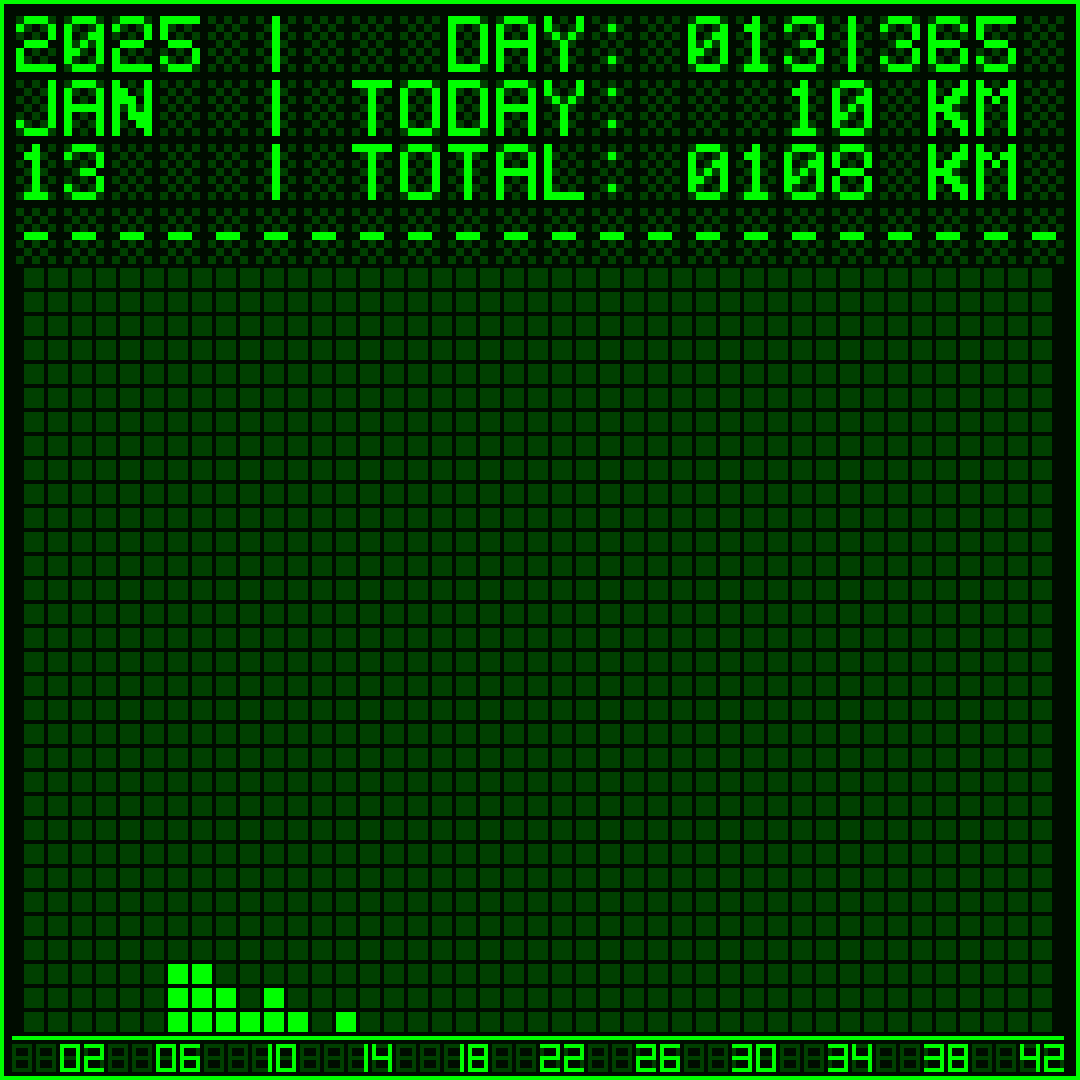 2025 | DAY: 013|365
JAN | TODAY: 10 KM
13 | TOTAL: 0108 KM
- - - - - - - - - - - - - - - - - - - - - -
02 06 10 14 18 22 26 30 34 38 42